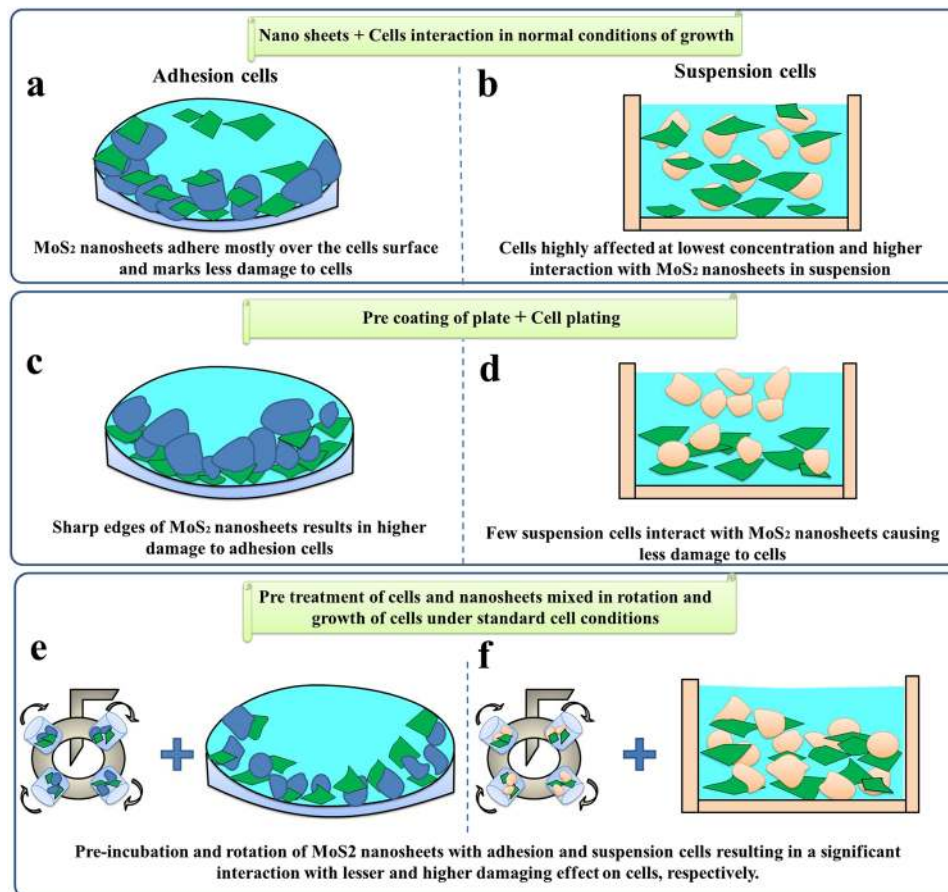 Nano sheets + Cells interaction in normal conditions of growth
a
Adhesion cells
b
Suspension cells
MoS₂ nanosheets adhere mostly over the cells surface
and marks less damage to cells
Cells highly affected at lowest concentration and higher
interaction with MoS₂ nanosheets in suspension
Pre coating of plate + Cell plating
c
d
Sharp edges of MoS₂ nanosheets results in higher
damage to adhesion cells
Few suspension cells interact with MoS₂ nanosheets causing
less damage to cells
Pre treatment of cells and nanosheets mixed in rotation and
growth of cells under standard cell conditions
e
f
Pre-incubation and rotation of MoS2 nanosheets with adhesion and suspension cells resulting in a significant
interaction with lesser and higher damaging effect on cells, respectively.